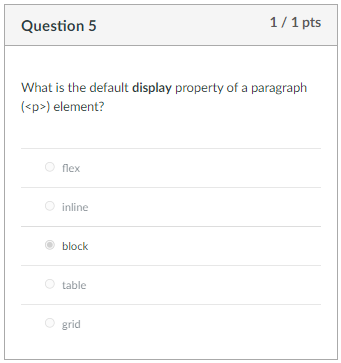 Question 5
1 / 1 pts
What is the default display property of a paragraph
(<p>) element?
flex
inline
block
table
grid